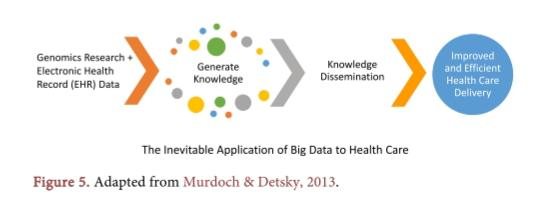 Genomics Research +
Electronic Health
Record (EHR) Data
Generate
Knowledge
Knowledge
Dissemination
Improved
and Efficient
Health Care
Delivery
The Inevitable Application of Big Data to Health Care
Figure 5. Adapted from Murdoch & Detsky, 2013.